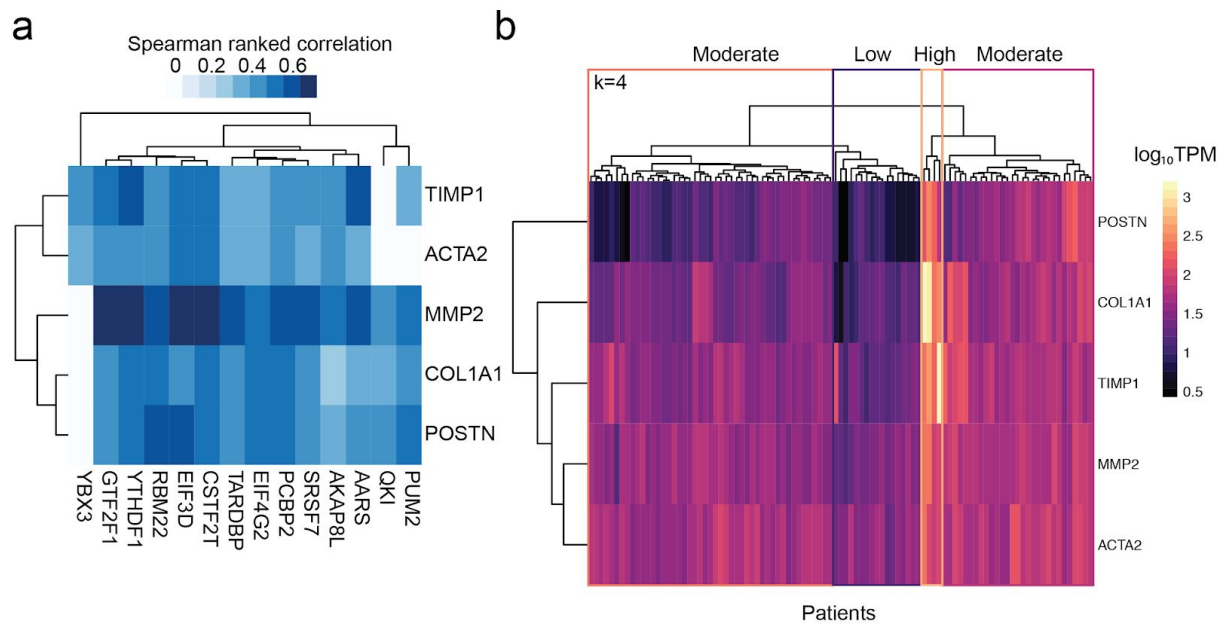 a
Spearman ranked correlation
0 0.2 0.4 0.6
TIMP1
ACTA2
MMP2
COL1A1
POSTN
YBX3
GTF2F1
YTHDF1
RBM22
EIF3D
CSTF2T
TARDBP
EIF4G2
PCBP2
SRSF7
AKAP8L
AARS
QKI
PUM2
b
Moderate Low High Moderate
k=4
POSTN
COL1A1
TIMP1
MMP2
ACTA2
Patients
log₁₀TPM
3
2.5
2
1.5
1
0.5